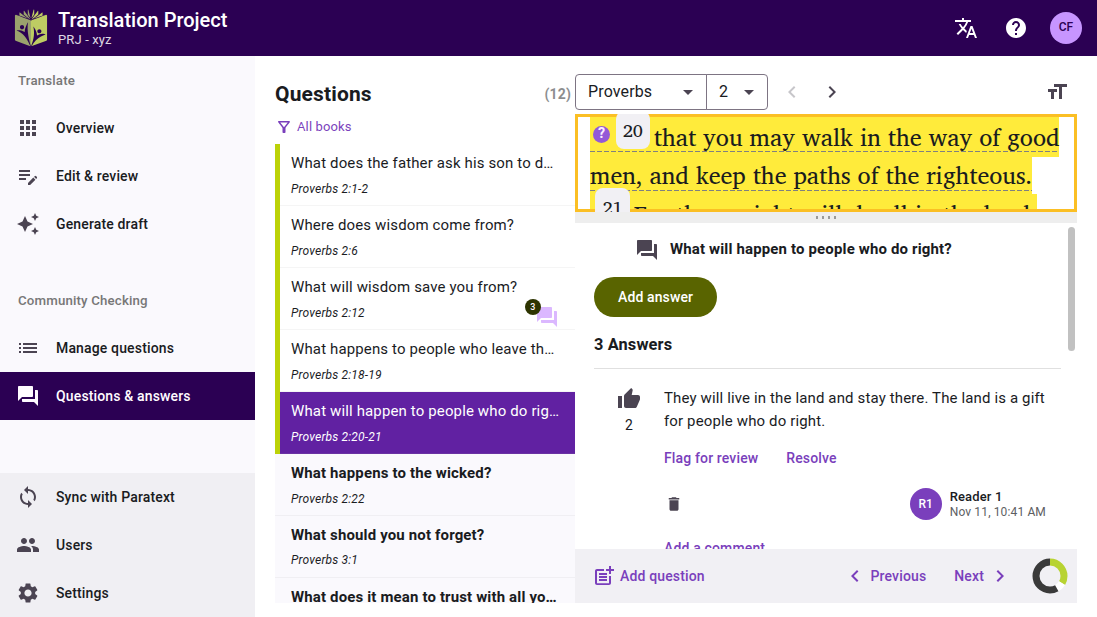 Translation Project
PRJ - xyz
CF
Translate
Overview
Edit & review
Generate draft
Community Checking
Manage questions
Questions & answers
Sync with Paratext
Users
Settings
Questions
(12)
All books
What does the father ask his son to d...
Proverbs 2:1-2
Where does wisdom come from?
Proverbs 2:6
What will wisdom save you from?
Proverbs 2:12
3
What happens to people who leave th...
Proverbs 2:18-19
What will happen to people who do rig...
Proverbs 2:20-21
What happens to the wicked?
Proverbs 2:22
What should you not forget?
Proverbs 3:1
What does it mean to trust with all yo...
Proverbs
2
? 20 that you may walk in the way of good
men, and keep the paths of the righteous.
21
What will happen to people who do right?
Add answer
3 Answers
They will live in the land and stay there. The land is a gift
for people who do right.
2
Flag for review
Resolve
R1
Reader 1
Nov 11, 10:41 AM
Add a comment
Add question
Previous
Next